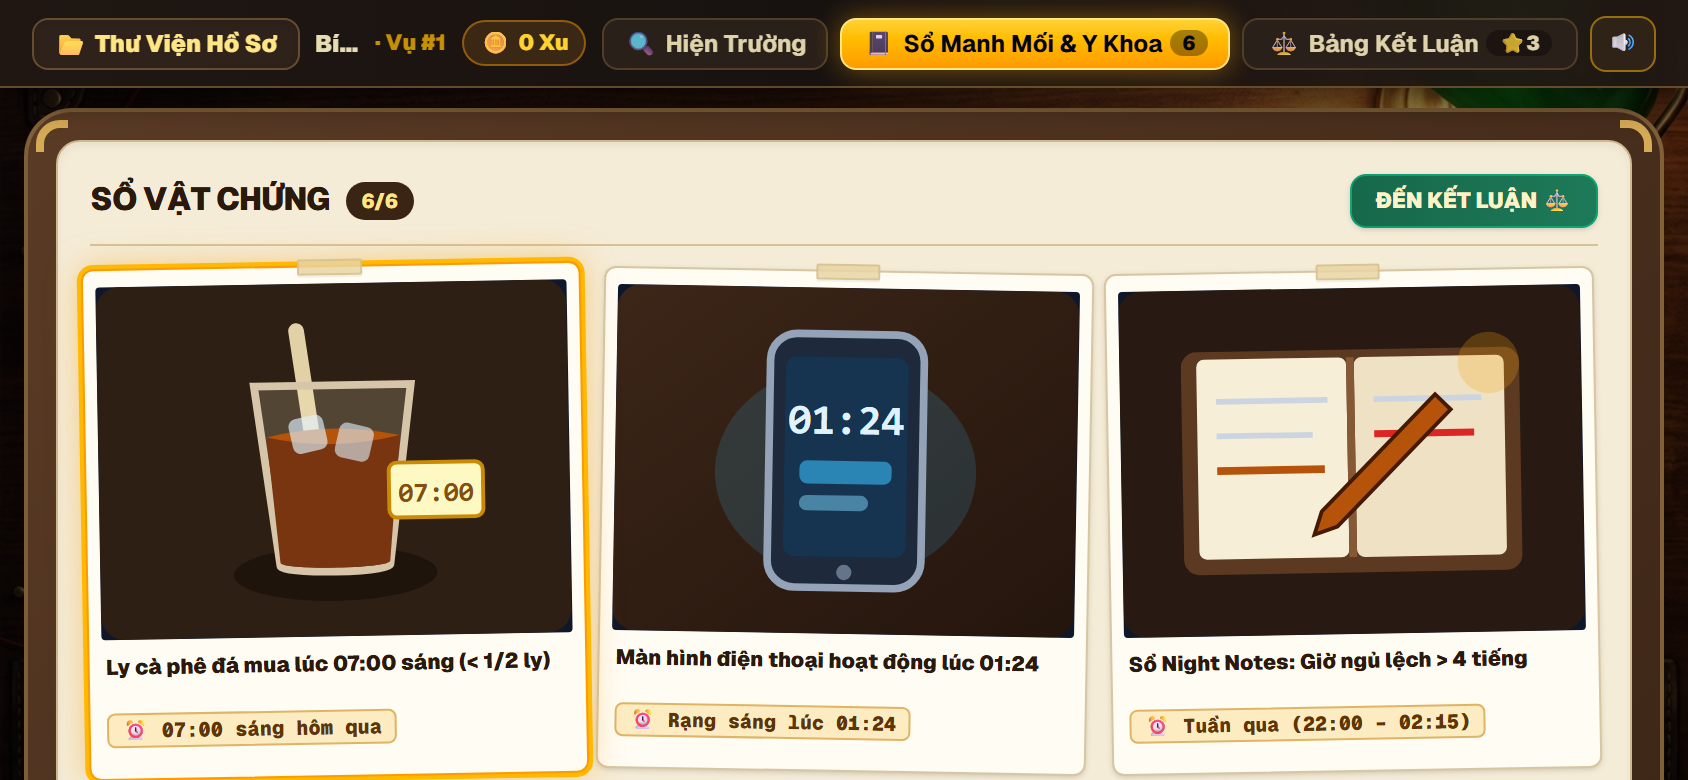 Thư Viện Hồ Sơ
Bí... · Vụ #1
0 Xu
Hiện Trường
Sổ Manh Mối & Y Khoa 6
Bảng Kết Luận 3
SỔ VẬT CHỨNG 6/6
ĐẾN KẾT LUẬN
07:00
01:24
Ly cà phê đá mua lúc 07:00 sáng (< 1/2 ly)
Màn hình điện thoại hoạt động lúc 01:24
Sổ Night Notes: Giờ ngủ lệch > 4 tiếng
07:00 sáng hôm qua
Rạng sáng lúc 01:24
Tuần qua (22:00 – 02:15)